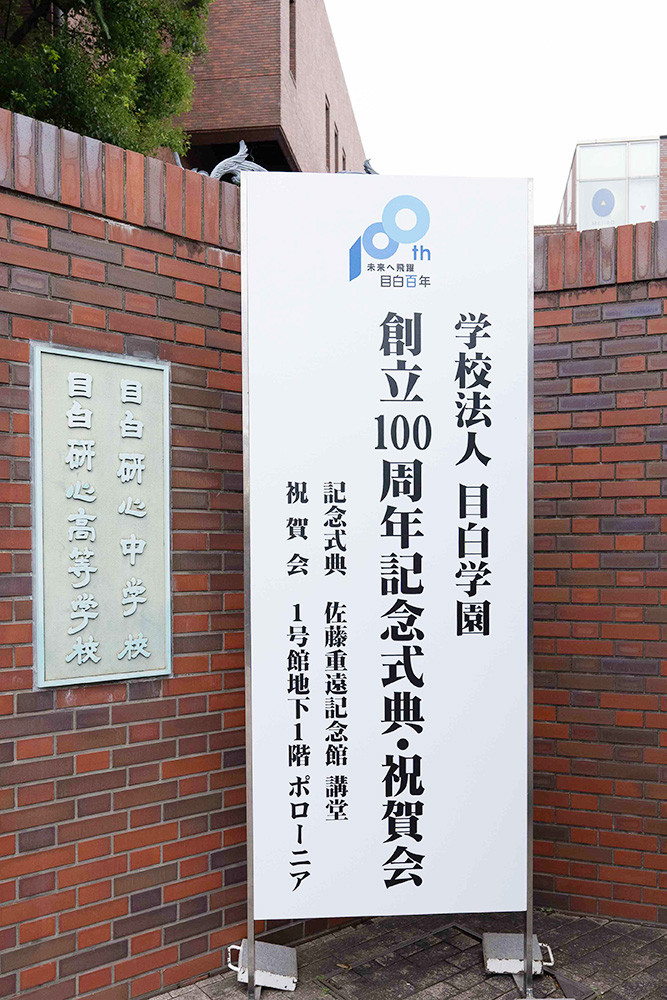 100th
未来へ飛躍
目白百年
学校法人 目白学園
創立100周年記念式典・祝賀会
記念式典 佐藤重遠記念館 講堂
祝賀会 1号館地下1階 ポローニア
目白研心中学校
目白研心高等学校